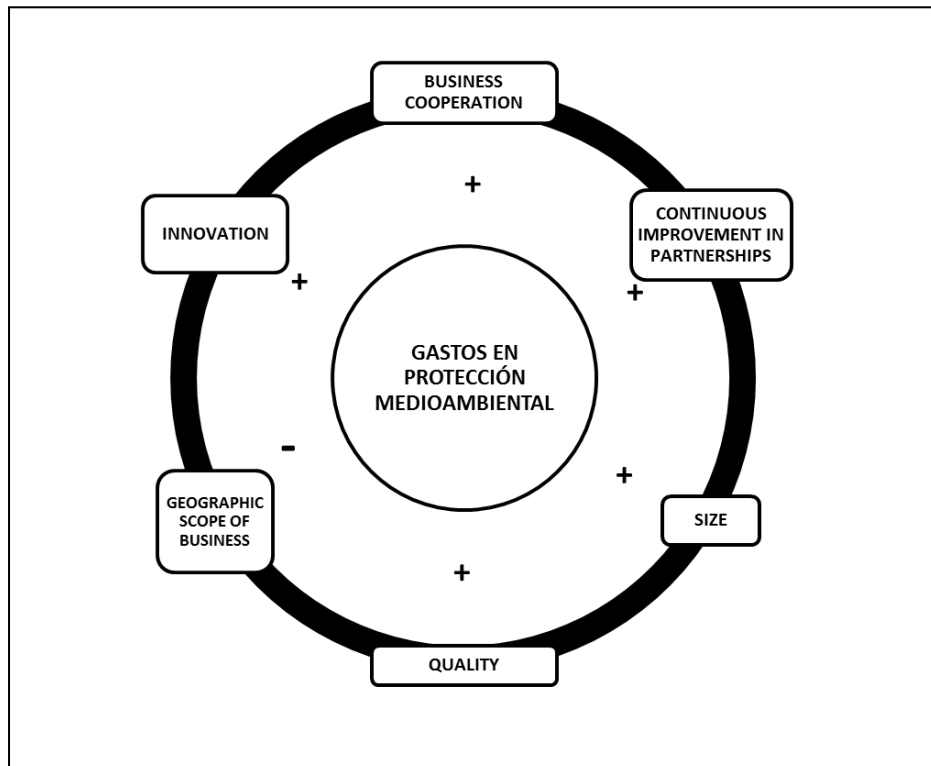 BUSINESS
COOPERATION
+
INNOVATION
+
CONTINUOUS
IMPROVEMENT IN
PARTNERSHIPS
+
GASTOS EN
PROTECCIÓN
MEDIOAMBIENTAL
-
GEOGRAPHIC
SCOPE OF
BUSINESS
+
SIZE
+
QUALITY